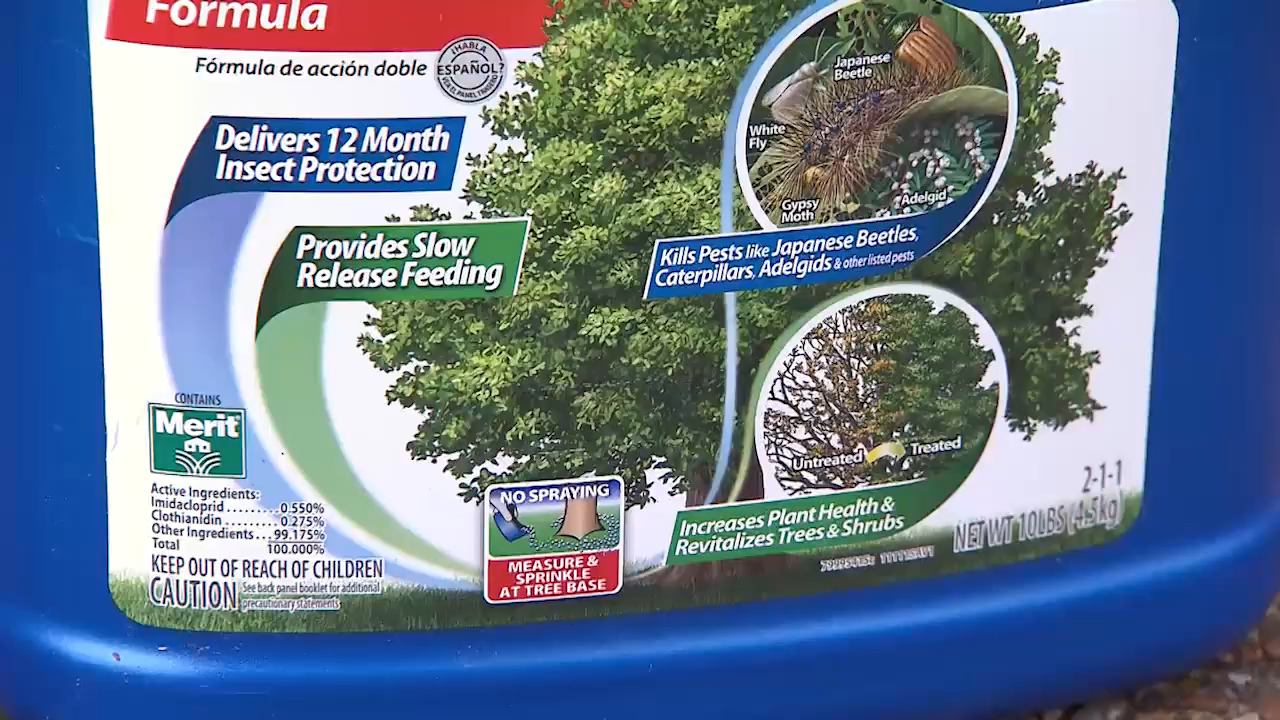 Formula
Fórmula de acción doble
¿HABLA
ESPAÑOL?
Delivers 12 Month
Insect Protection
Provides Slow
Release Feeding
Japanese
Beetle
White
Fly
Gypsy
Moth
Adelgid
Kills Pests like Japanese Beetles,
Caterpillars, Adelgids & other listed pests
Untreated
Treated
CONTAINS
Merit
Active Ingredients:
Imidacloprid.........0.550%
Clothianidin.........0.275%
Other Ingredients...99.175%
Total 100.000%
KEEP OUT OF REACH OF CHILDREN
CAUTION See back panel booklet for additional
precautionary statements
NO SPRAYING
MEASURE &
SPRINKLE
AT TREE BASE
Increases Plant Health &
Revitalizes Trees & Shrubs
2-1-1
NET WT 10LBS (4.5kg)